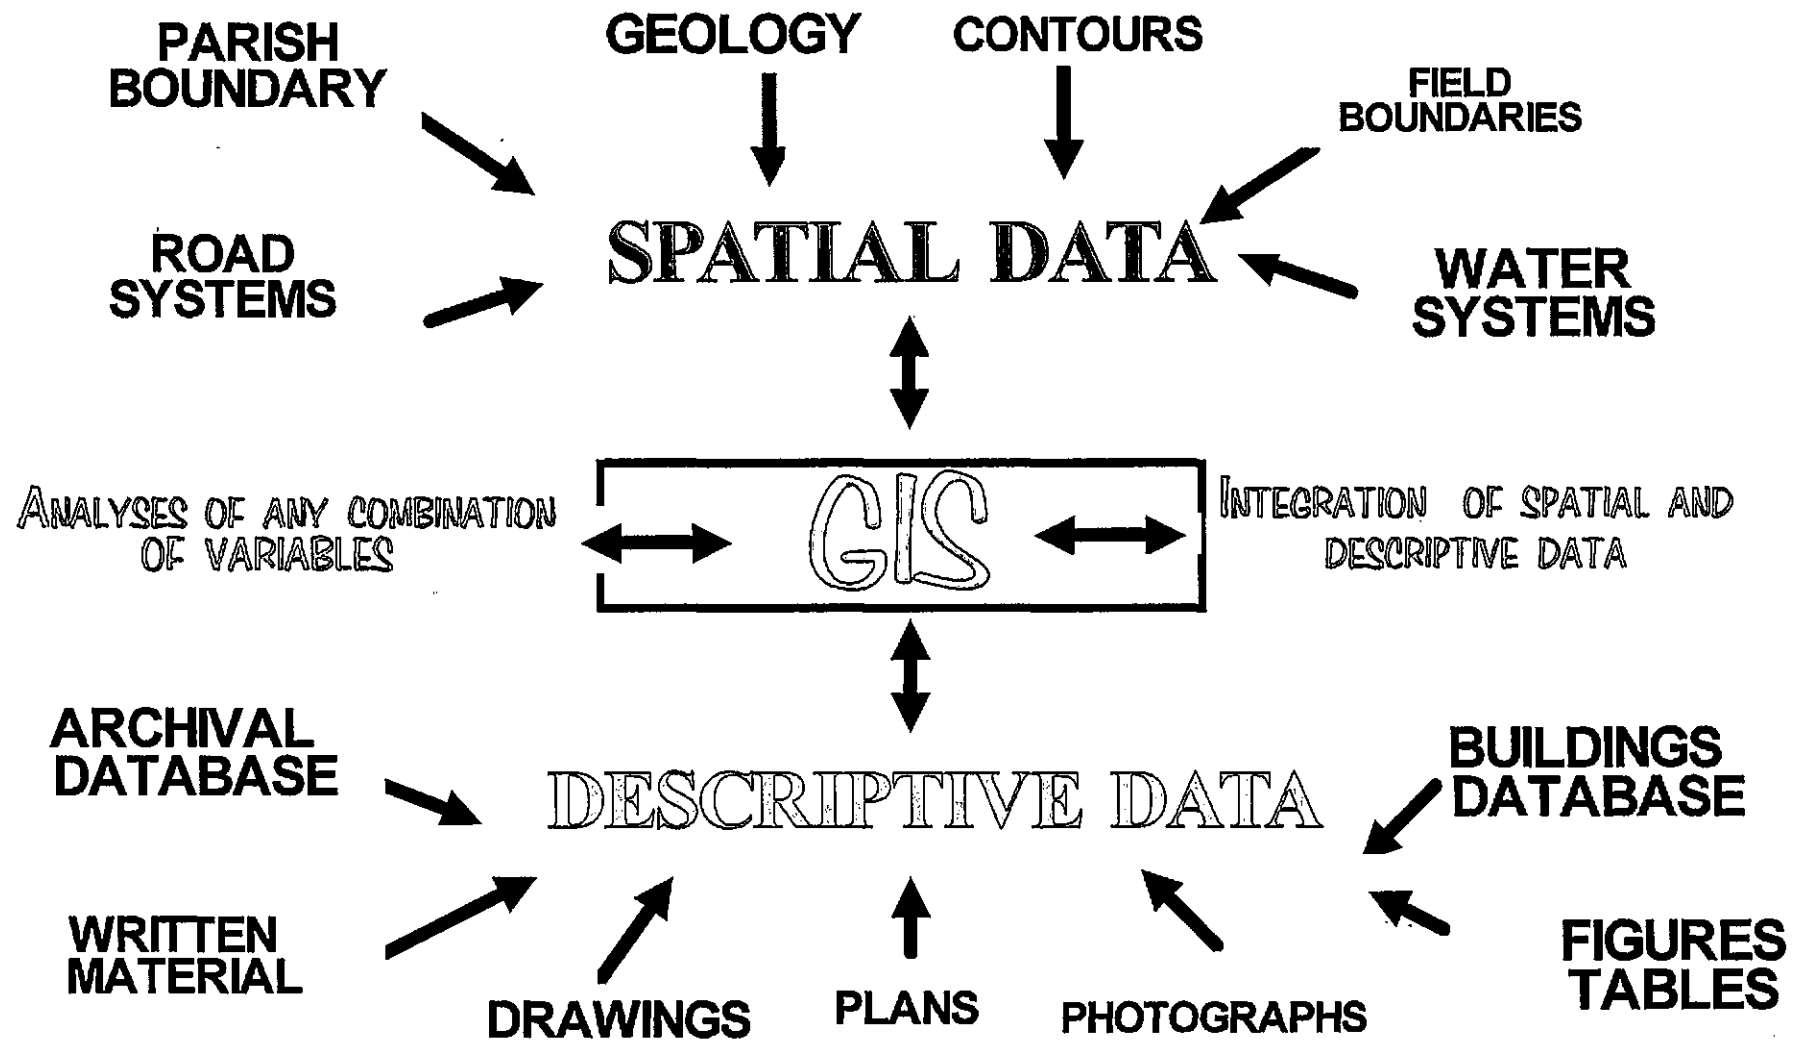 PARISH
BOUNDARY
GEOLOGY
CONTOURS
FIELD
BOUNDARIES
ROAD
SYSTEMS
SPATIAL DATA
WATER
SYSTEMS
ANALYSES OF ANY COMBINATION
OF VARIABLES
GIS
INTEGRATION OF SPATIAL AND
DESCRIPTIVE DATA
ARCHIVAL
DATABASE
DESCRIPTIVE DATA
BUILDINGS
DATABASE
WRITTEN
MATERIAL
DRAWINGS
PLANS
PHOTOGRAPHS
FIGURES
TABLES